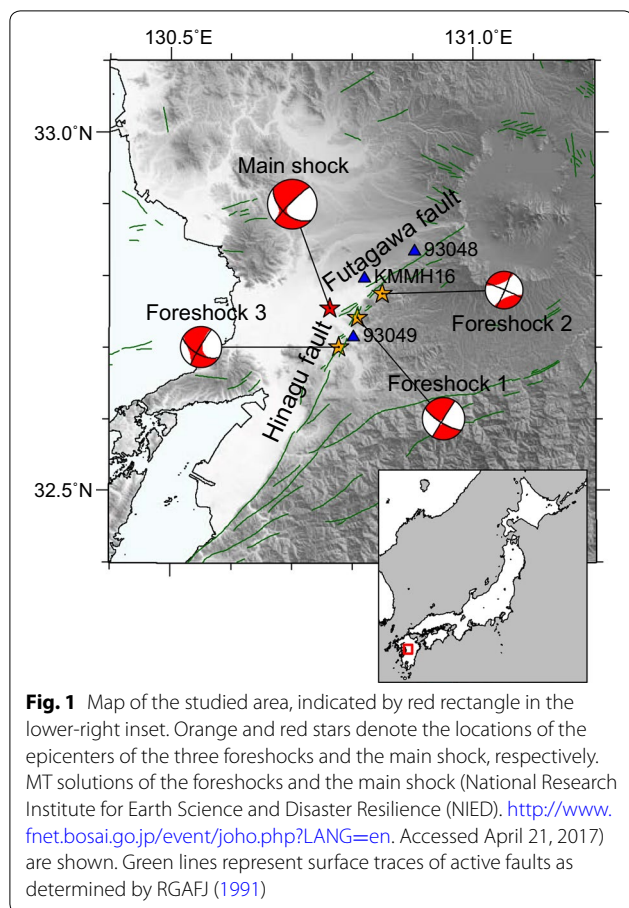 130.5°E 131.0°E
33.0°N
Main shock
Futagawa fault
93048
KMMH16
Foreshock 3
Foreshock 2
93049
Hinagu fault
Foreshock 1
32.5°N
Fig. 1 Map of the studied area, indicated by red rectangle in the
lower-right inset. Orange and red stars denote the locations of the
epicenters of the three foreshocks and the main shock, respectively.
MT solutions of the foreshocks and the main shock (National Research
Institute for Earth Science and Disaster Resilience (NIED). http://www.
fnet.bosai.go.jp/event/joho.php?LANG=en. Accessed April 21, 2017)
are shown. Green lines represent surface traces of active faults as
determined by RGAFJ (1991)